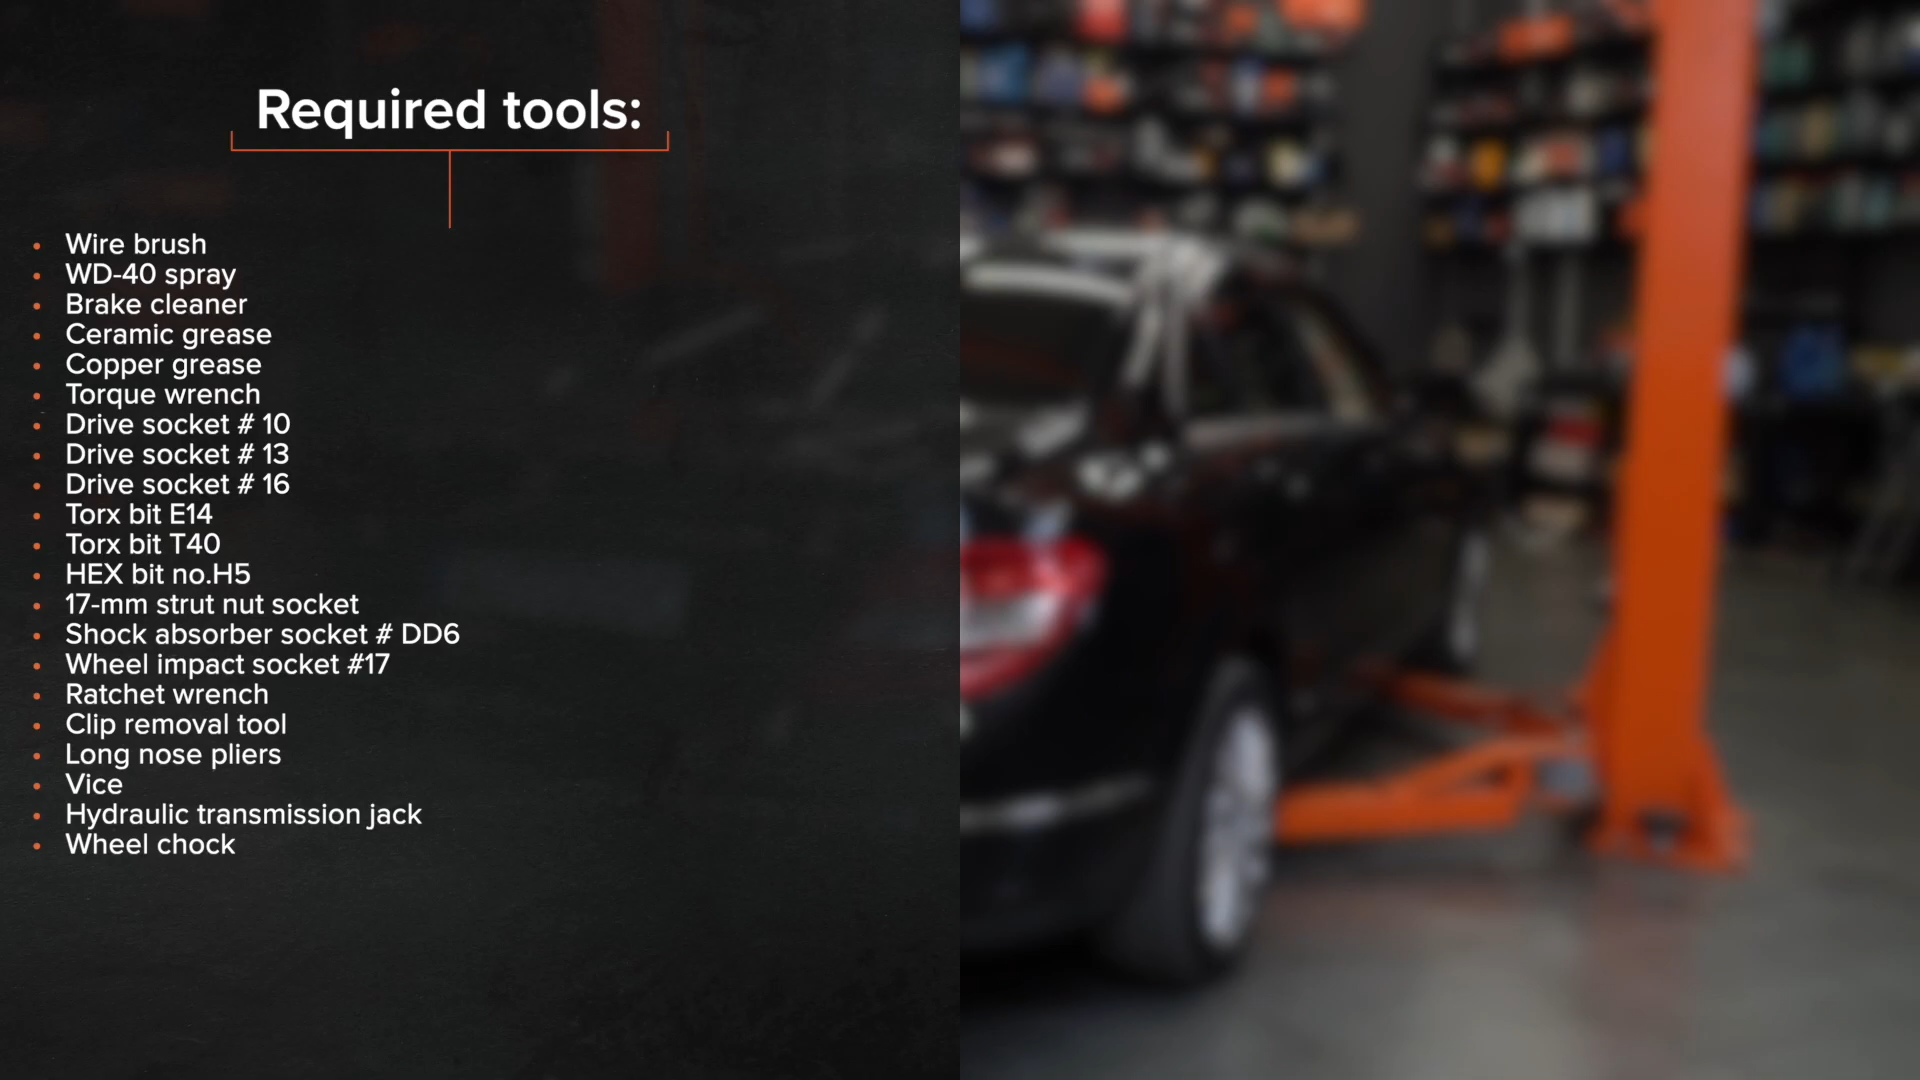 Required tools:
Wire brush
WD-40 spray
Brake cleaner
Ceramic grease
Copper grease
Torque wrench
Drive socket # 10
Drive socket # 13
Drive socket # 16
Torx bit E14
Torx bit T40
HEX bit no.H5
17-mm strut nut socket
Shock absorber socket # DD6
Wheel impact socket #17
Ratchet wrench
Clip removal tool
Long nose pliers
Vice
Hydraulic transmission jack
Wheel chock